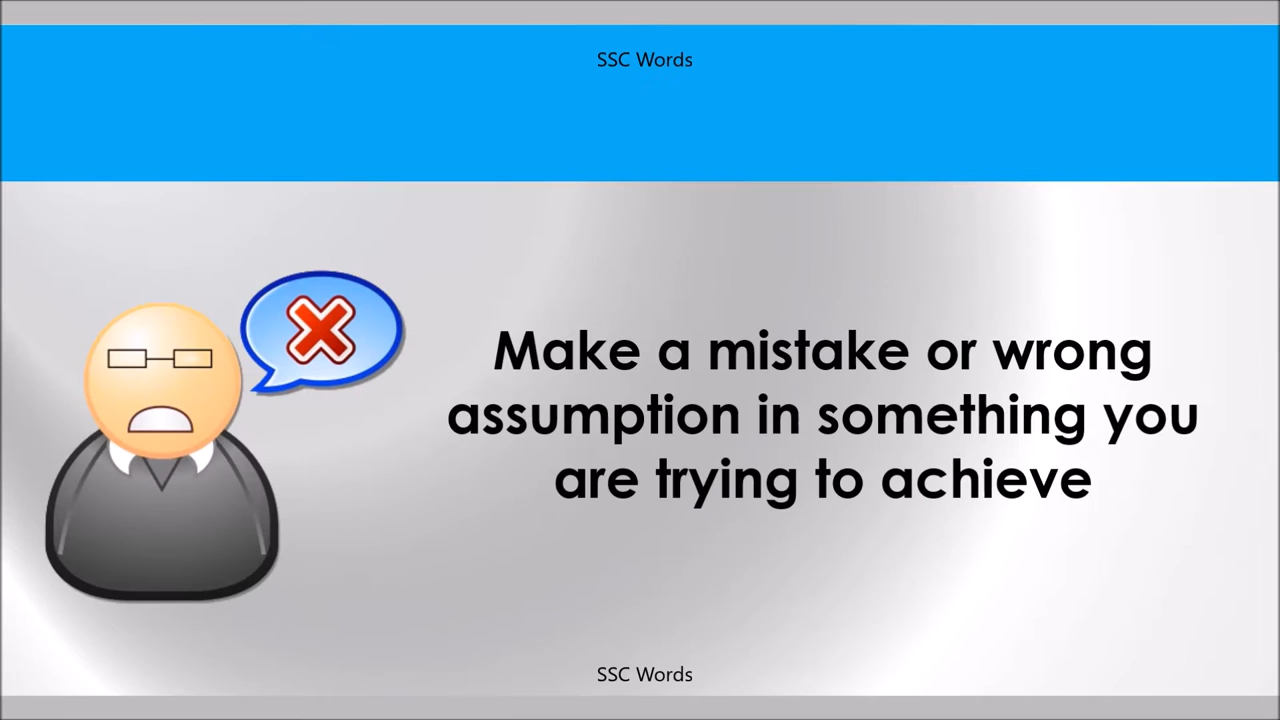 SSC Words
Make a mistake or wrong
assumption in something you
are trying to achieve
SSC Words